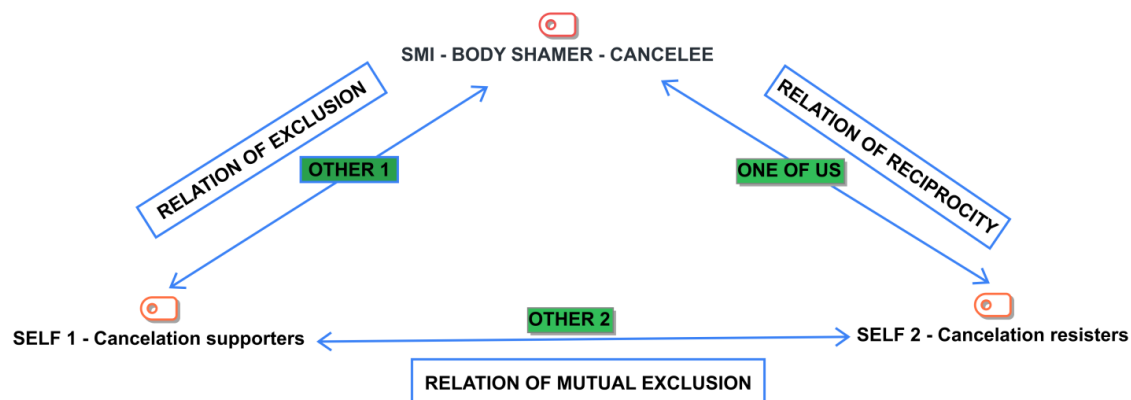 SMI - BODY SHAMER - CANCELEE
RELATION OF EXCLUSION
RELATION OF RECIPROCITY
OTHER 1
ONE OF US
OTHER 2
SELF 1 - Cancelation supporters
SELF 2 - Cancelation resisters
RELATION OF MUTUAL EXCLUSION